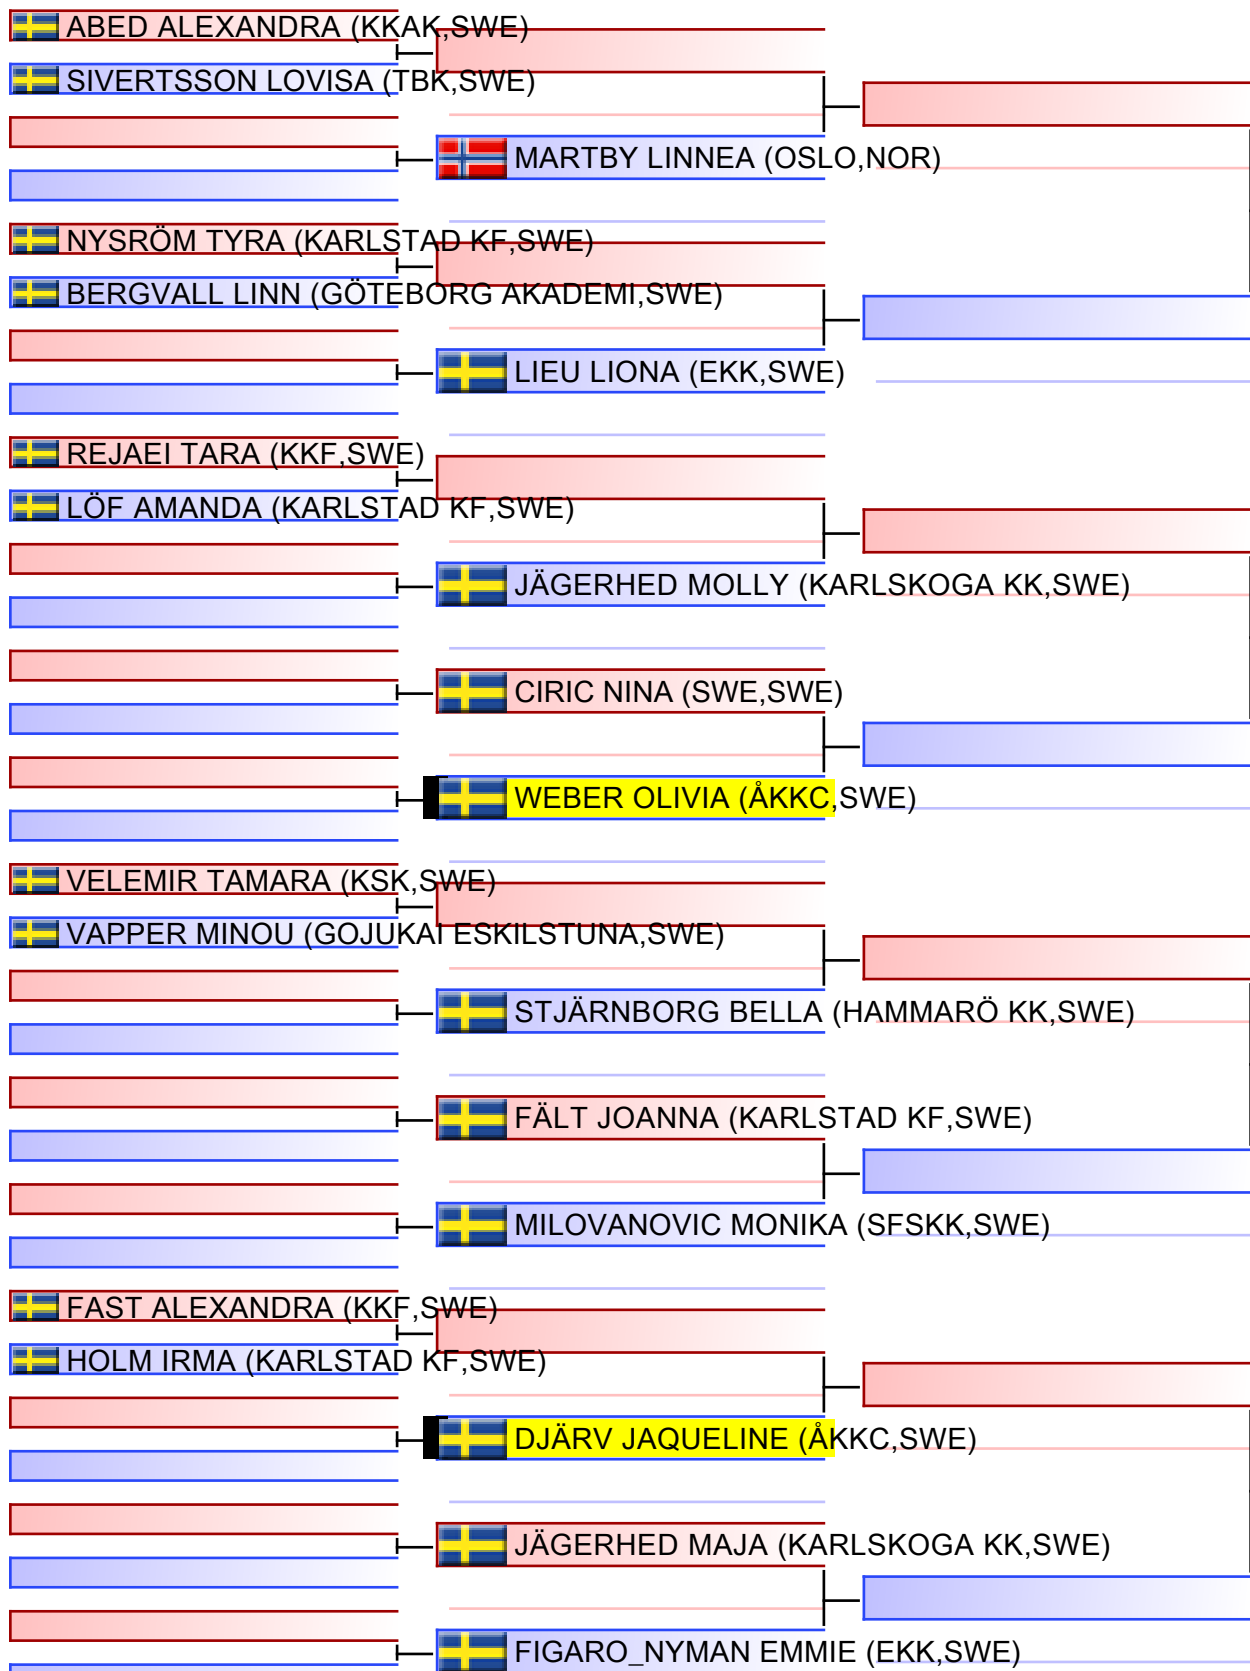 ABED ALEXANDRA (KKAK,SWE)
SIVERTSSON LOVISA (TBK,SWE)
MARTBY LINNEA (OSLO,NOR)
NYSRÖM TYRA (KARLSTAD KF,SWE)
BERGVALL LINN (GÖTEBORG AKADEMI,SWE)
LIEU LIONA (EKK,SWE)
REJAEI TARA (KKF,SWE)
LÖF AMANDA (KARLSTAD KF,SWE)
JÄGERHED MOLLY (KARLSKOGA KK,SWE)
CIRIC NINA (SWE,SWE)
WEBER OLIVIA (ÅKKC,SWE)
VELEMIR TAMARA (KSK,SWE)
VAPPER MINOU (GOJUKAI ESKILSTUNA,SWE)
STJÄRNBORG BELLA (HAMMARÖ KK,SWE)
FÄLT JOANNA (KARLSTAD KF,SWE)
MILOVANOVIC MONIKA (SFSKK,SWE)
FAST ALEXANDRA (KKF,SWE)
HOLM IRMA (KARLSTAD KF,SWE)
DJÄRV JAQUELINE (ÅKKC,SWE)
JÄGERHED MAJA (KARLSKOGA KK,SWE)
FIGARO_NYMAN EMMIE (EKK,SWE)